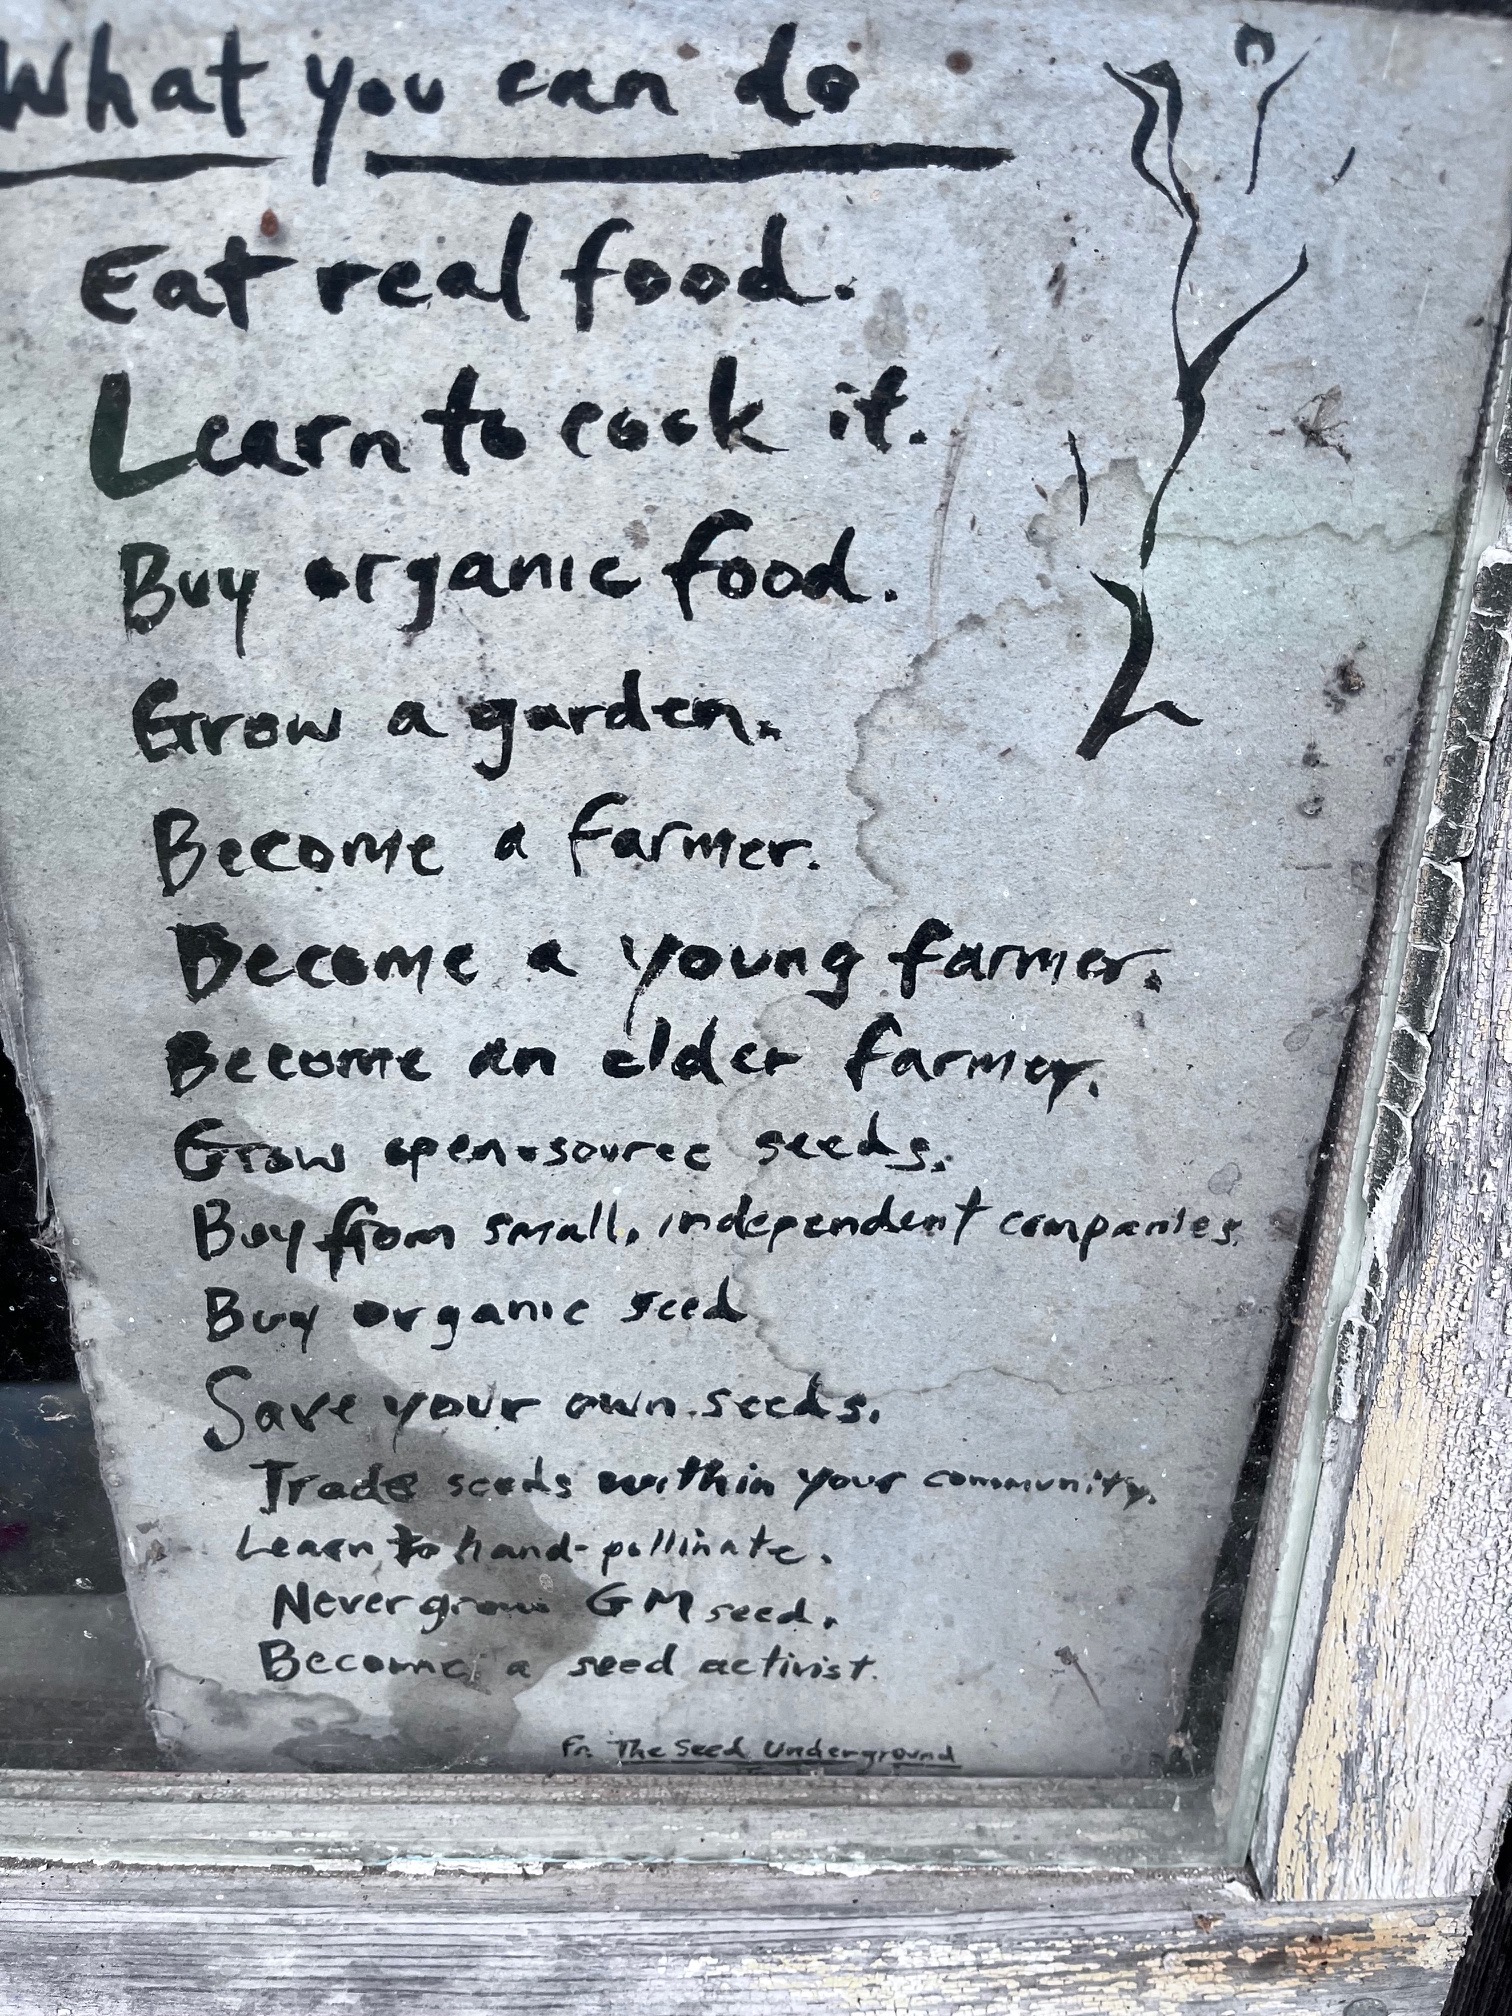 What you can do
Eat real food.
Learn to cook it.
Buy organic food.
Grow a garden.
Become a farmer.
Become a young farmer.
Become an elder farmer.
Grow open-source seeds.
Buy from small, independent companies.
Buy organic seed
Save your own seeds.
Trade seeds within your community.
Learn to hand-pollinate.
Never grow GM seed.
Become a seed activist.
Fr. The Seed Underground